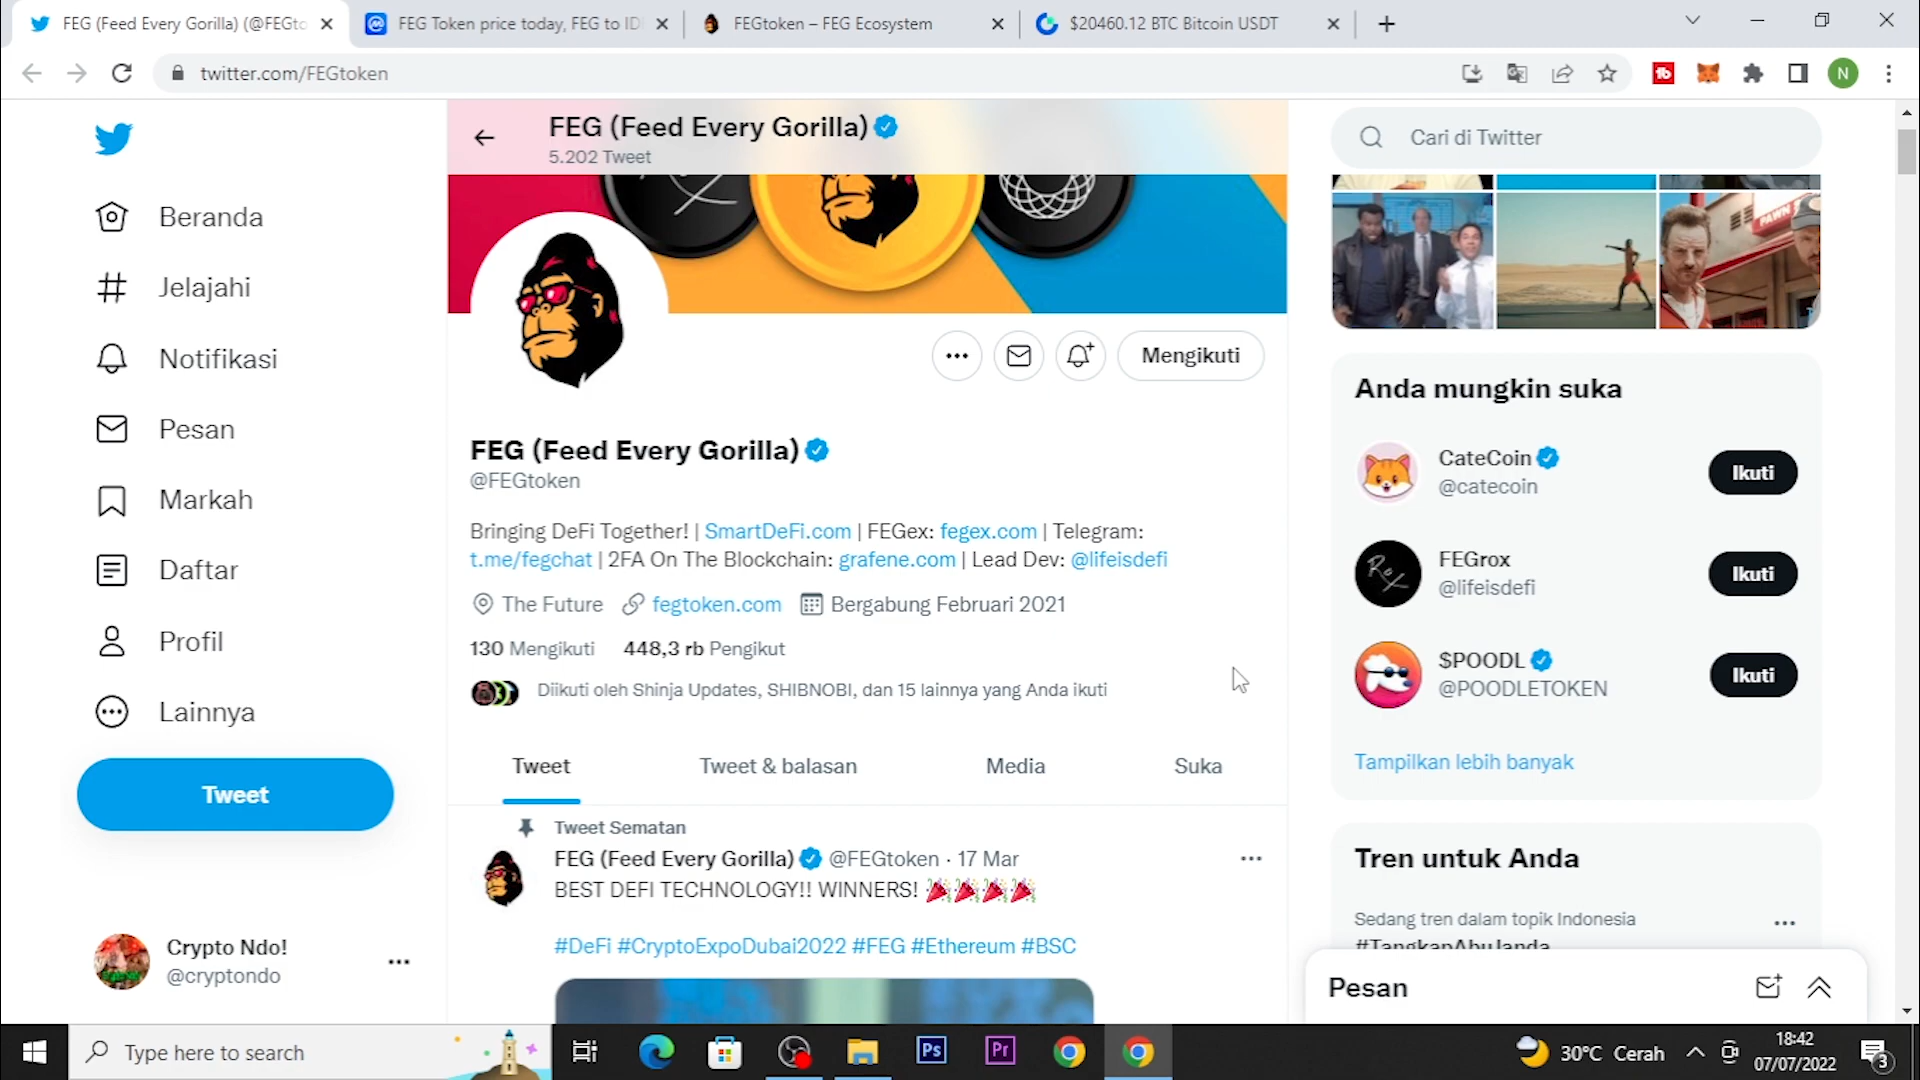 FEG (Feed Every Gorilla) (@FEGto
FEG Token price today, FEG to ID
FEGtoken – FEG Ecosystem
$20460.12 BTC Bitcoin USDT
twitter.com/FEGtoken
N
FEG (Feed Every Gorilla)
5.202 Tweet
Cari di Twitter
Beranda
Jelajahi
Notifikasi
Pesan
Markah
Daftar
Profil
Lainnya
Tweet
Crypto Ndo!
@cryptondo
PAWN
Mengikuti
FEG (Feed Every Gorilla)
@FEGtoken
Bringing DeFi Together! | SmartDeFi.com | FEGex: fegex.com | Telegram:
t.me/fegchat | 2FA On The Blockchain: grafene.com | Lead Dev: @lifeisdefi
The Future fegtoken.com Bergabung Februari 2021
130 Mengikuti 448,3 rb Pengikut
Diikuti oleh Shinja Updates, SHIBNOBI, dan 15 lainnya yang Anda ikuti
Tweet Tweet & balasan Media Suka
Tweet Sematan
FEG (Feed Every Gorilla) @FEGtoken · 17 Mar
BEST DEFI TECHNOLOGY!! WINNERS! 🎉🎉🎉🎉
#DeFi #CryptoExpoDubai2022 #FEG #Ethereum #BSC
Anda mungkin suka
CateCoin
@catecoin
Ikuti
Rox
FEGrox
@lifeisdefi
Ikuti
$POODL
@POODLETOKEN
Ikuti
Tampilkan lebih banyak
Tren untuk Anda
Sedang tren dalam topik Indonesia
#TangkapAbuJanda
Pesan
Type here to search
Ps
Pr
30°C Cerah
18:42
07/07/2022
3